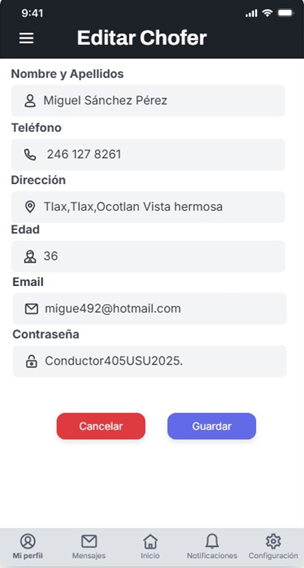 9:41
Editar Chofer
Nombre y Apellidos
Miguel Sánchez Pérez
Teléfono
246 127 8261
Dirección
Tlax,Tlax,Ocotlan Vista hermosa
Edad
36
Email
migue492@hotmail.com
Contraseña
Conductor405USU2025.
Cancelar Guardar
Mi perfil Mensajes Inicio Notificaciones Configuración